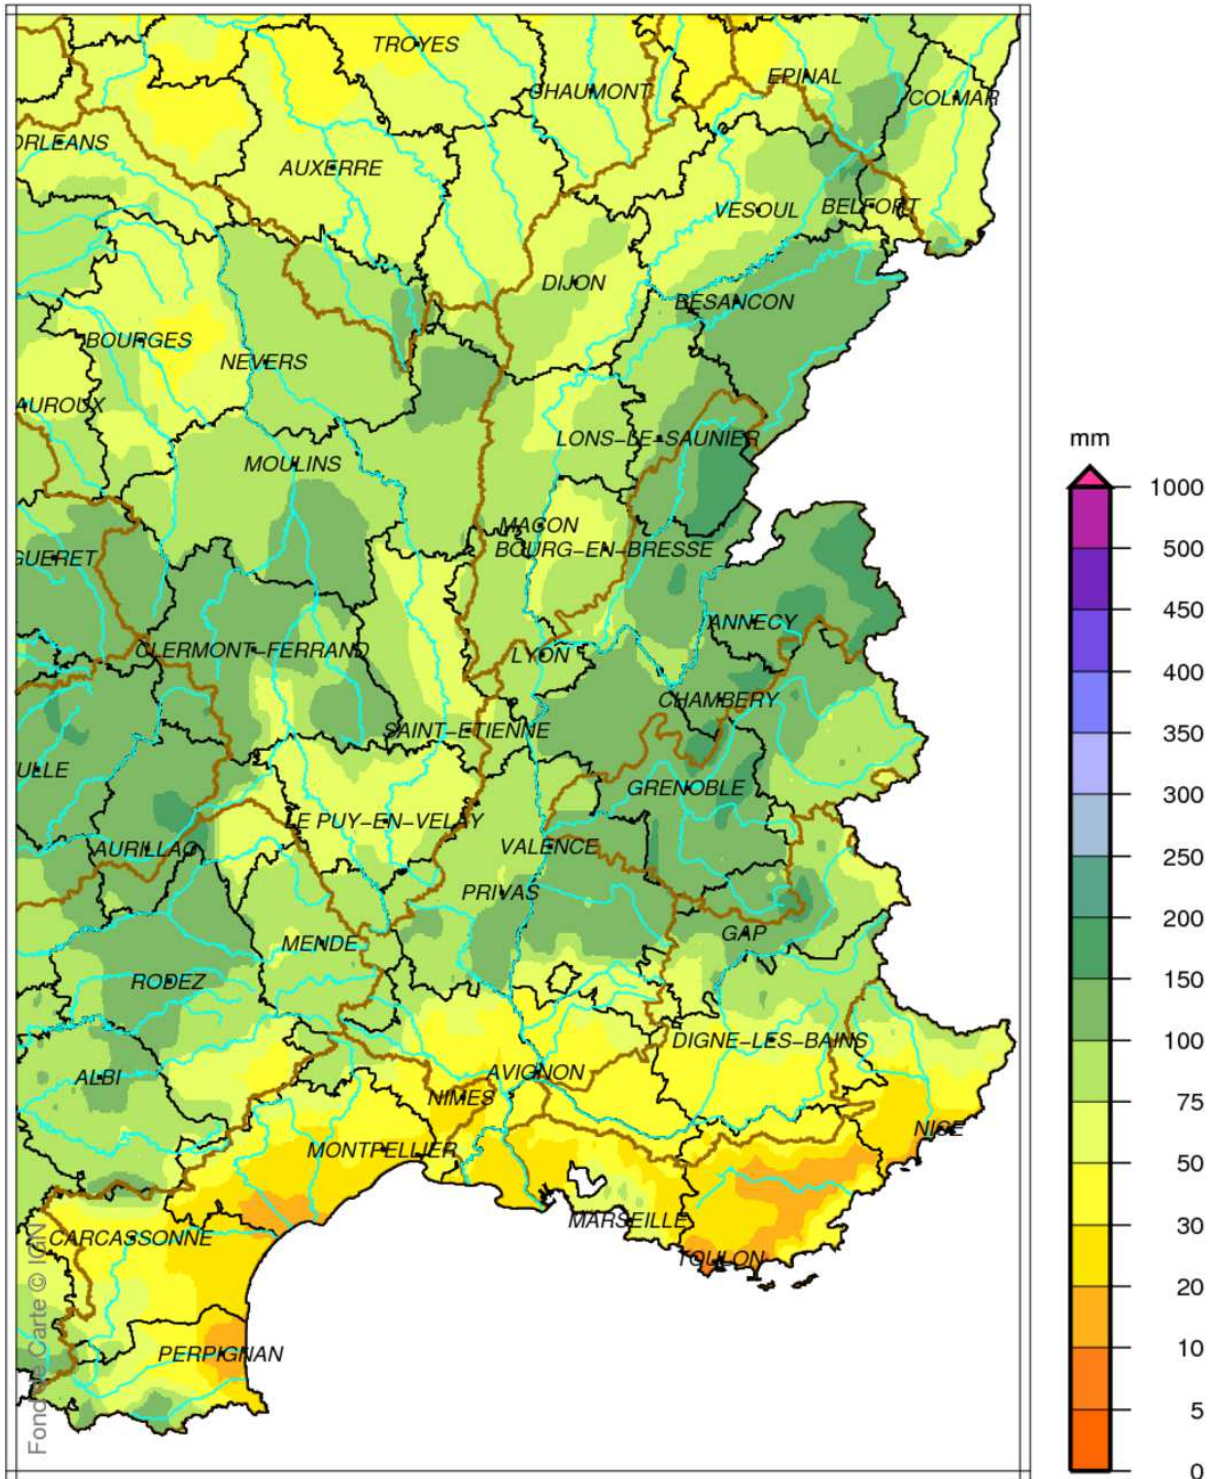 TROYES
EPINAL
CHAUMONT
COLMAR
ORLEANS
AUXERRE
VESOUL
BELFORT
DIJON
BESANCON
BOURGES
NEVERS
AUROUX
LONS-LE-SAUNIER
mm
MOULINS
1000
MACON
500
BOURG-EN-BRESSE
GUERET
450
ANNECY
CLERMONT-FERRAND
LYON
400
CHAMBERY
SAINT-ETIENNE
350
ULLE
GRENOBLE
300
LE PUY-EN-VELAY
AURILLAC
VALENCE
250
PRIVAS
200
MENDE
GAP
RODEZ
150
DIGNE-LES-BAINS
100
ALBI
AVIGNON
NIMES
75
NICE
MONTPELLIER
50
MARSEILLE
30
CARCASSONNE
TOULON
20
PERPIGNAN
10
5
0
Fond de Carte © IGN